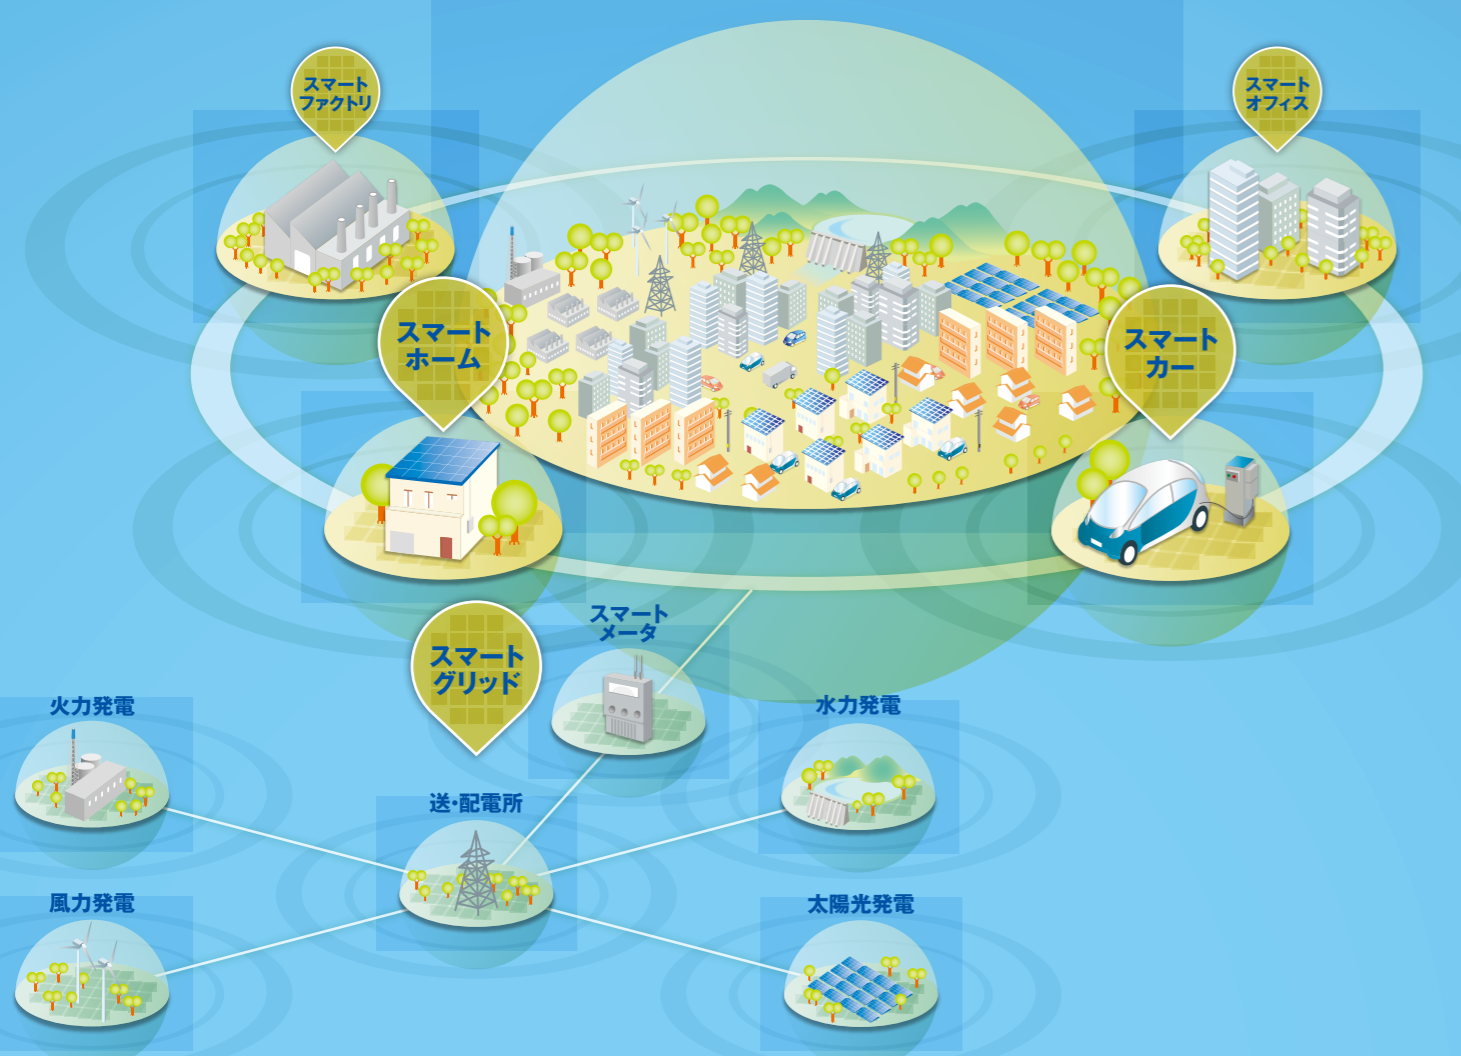 スマート
ファクトリ
スマート
オフィス
スマート
ホーム
スマート
カー
スマート
メータ
スマート
グリッド
火力発電
水力発電
送・配電所
風力発電
太陽光発電